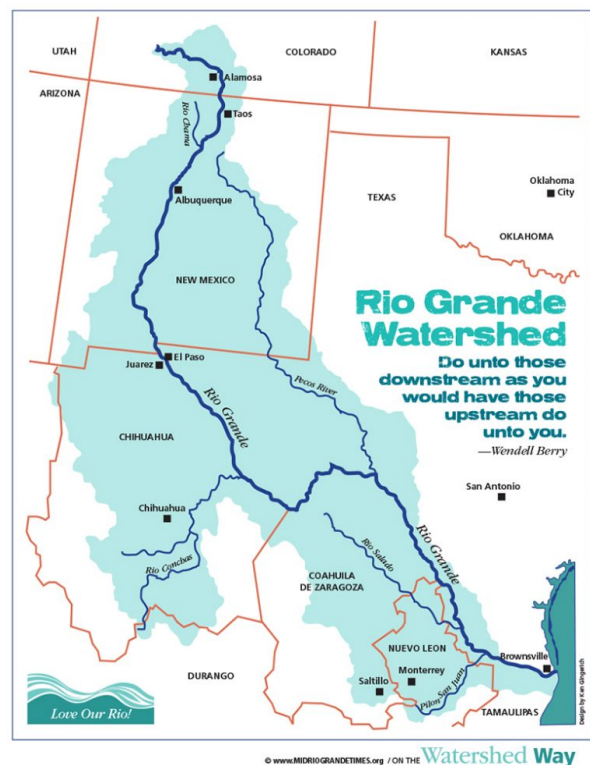 UTAH
COLORADO
KANSAS
Alamosa
ARIZONA
Rio Chama
Taos
Oklahoma
City
Albuquerque
TEXAS
OKLAHOMA
NEW MEXICO
Rio Grande
Watershed
Do unto those
downstream as you
would have those
upstream do
unto you.
—Wendell Berry
El Paso
Juarez
Pecos River
Rio Grande
CHIHUAHUA
San Antonio
Chihuahua
Rio Grande
Rio Salado
Rio Conchas
COAHUILA
DE ZARAGOZA
NUEVO LEON
Brownsville
Monterrey
DURANGO
Saltillo
Pilon San Juan
TAMAULIPAS
Love Our Rio!
Design by Ken Gingerich
© www.MIDRIOGRANDETIMES.org / ON THE Watershed Way